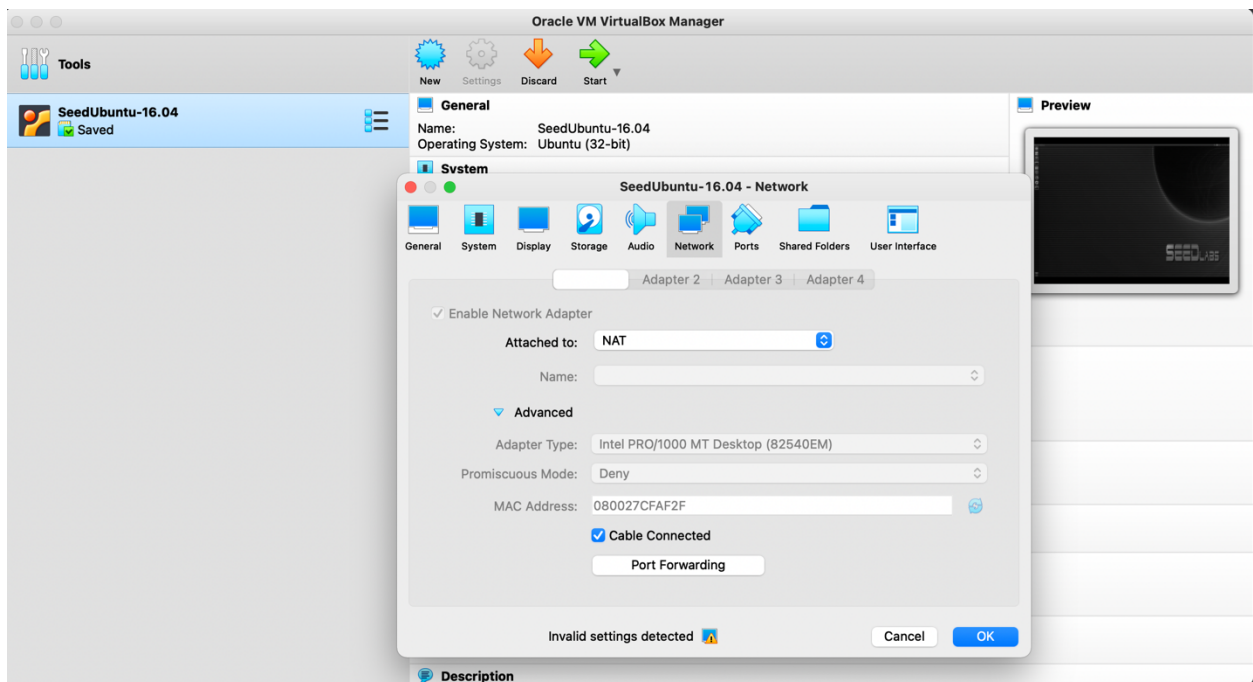 Oracle VM VirtualBox Manager
Tools
New Settings Discard Start
SeedUbuntu-16.04
Saved
General
Name: SeedUbuntu-16.04
Operating System: Ubuntu (32-bit)
System
Preview
SEEDLABS
SeedUbuntu-16.04 - Network
General System Display Storage Audio Network Ports Shared Folders User Interface
Adapter 2 Adapter 3 Adapter 4
Enable Network Adapter
Attached to: NAT
Name:
Advanced
Adapter Type: Intel PRO/1000 MT Desktop (82540EM)
Promiscuous Mode: Deny
MAC Address: 080027CFAF2F
Cable Connected
Port Forwarding
Invalid settings detected Cancel OK
Description